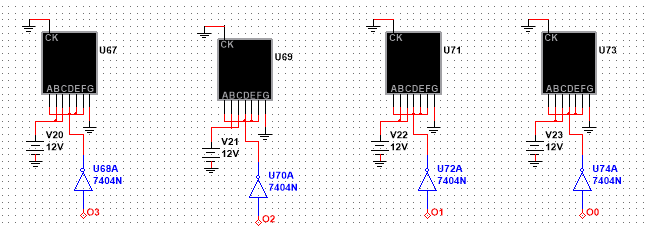 CK
U67
ABCDEFG
V20
12V
U68A
7404N
O3
CK
U69
ABCDEFG
V21
12V
U70A
7404N
O2
CK
U71
ABCDEFG
V22
12V
U72A
7404N
O1
CK
U73
ABCDEFG
V23
12V
U74A
7404N
O0